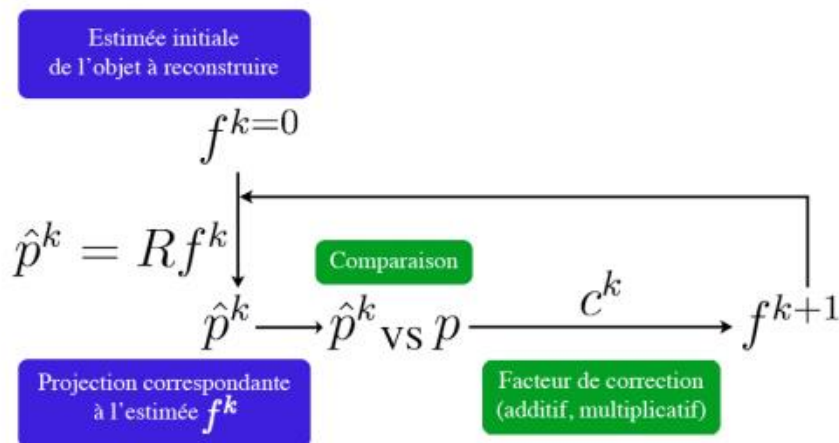 Estimée initiale
de l'objet à reconstruire
f^{k=0}
p̂^k = Rf^k
Comparaison
p̂^k
p̂^k vs p
c^k
f^{k+1}
Projection correspondante
à l'estimée f^k
Facteur de correction
(additif, multiplicatif)